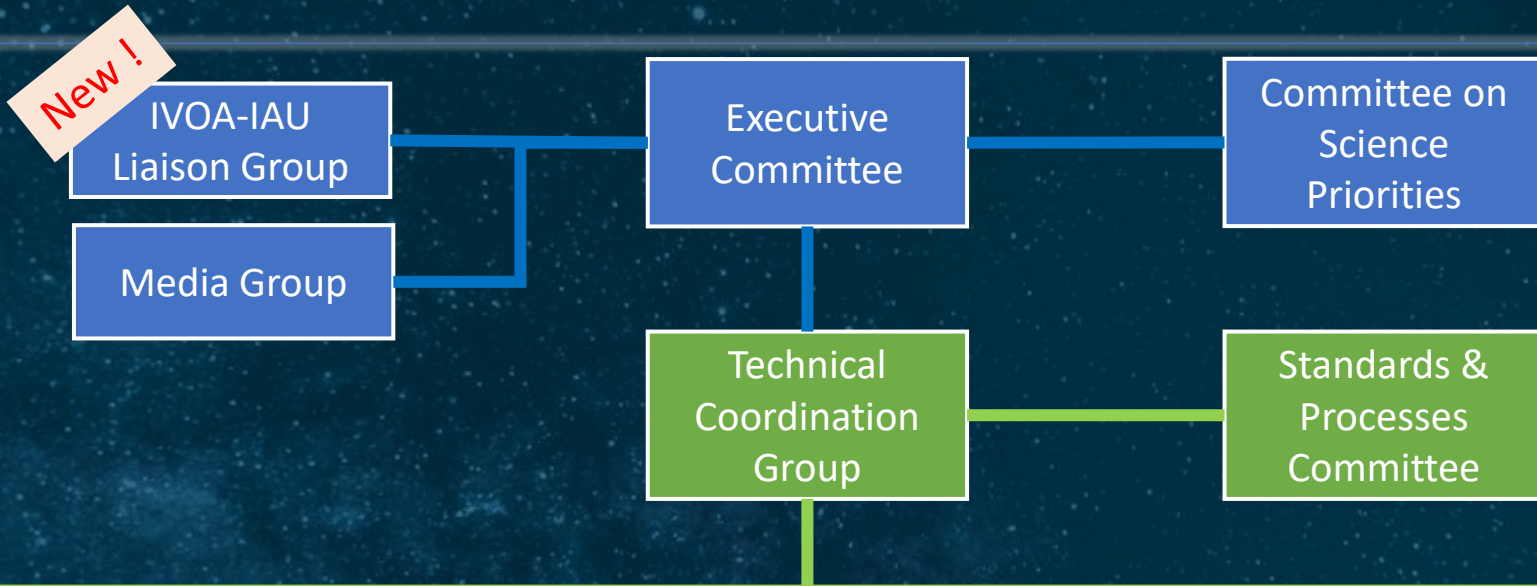 New !
IVOA-IAU
Liaison Group
Executive
Committee
Committee on
Science
Priorities
Media Group
Technical
Coordination
Group
Standards &
Processes
Committee